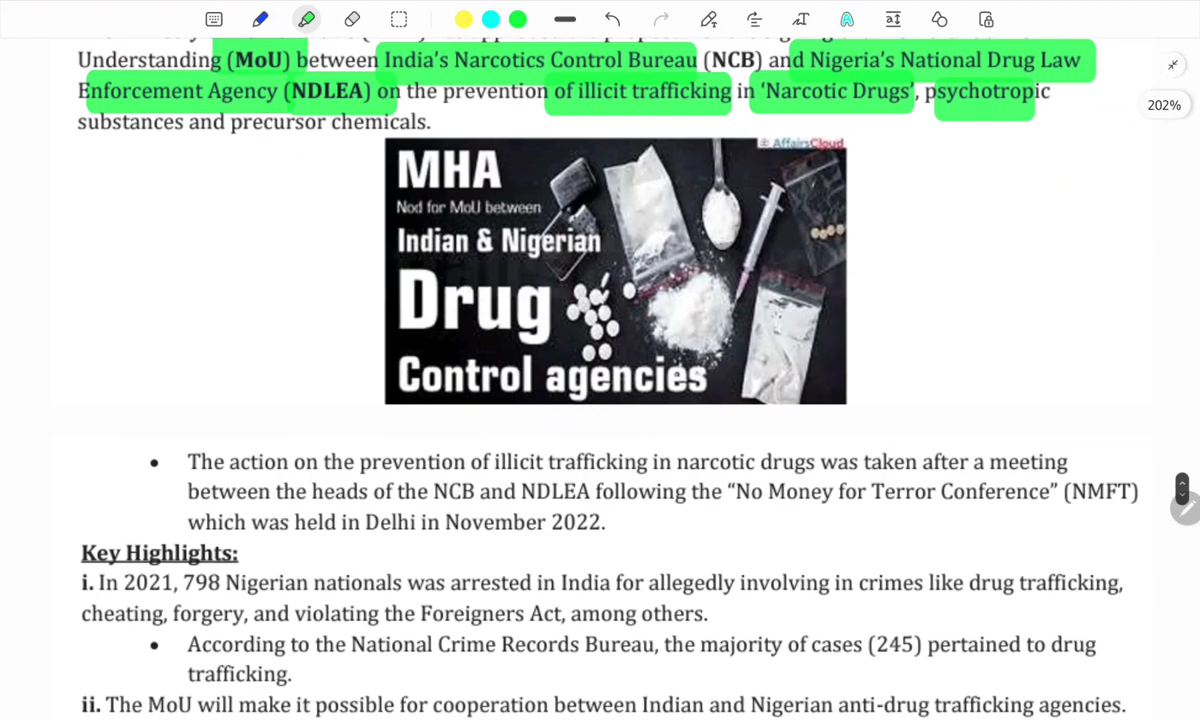 202%
Understanding (MoU) between India's Narcotics Control Bureau (NCB) and Nigeria's National Drug Law
Enforcement Agency (NDLEA) on the prevention of illicit trafficking in 'Narcotic Drugs', psychotropic
substances and precursor chemicals.
AffairsCloud
MHA
Nod for MoU between
Indian & Nigerian
Drug
Control agencies
• The action on the prevention of illicit trafficking in narcotic drugs was taken after a meeting
between the heads of the NCB and NDLEA following the “No Money for Terror Conference” (NMFT)
which was held in Delhi in November 2022.
Key Highlights:
i. In 2021, 798 Nigerian nationals was arrested in India for allegedly involving in crimes like drug trafficking,
cheating, forgery, and violating the Foreigners Act, among others.
• According to the National Crime Records Bureau, the majority of cases (245) pertained to drug
trafficking.
ii. The MoU will make it possible for cooperation between Indian and Nigerian anti-drug trafficking agencies.